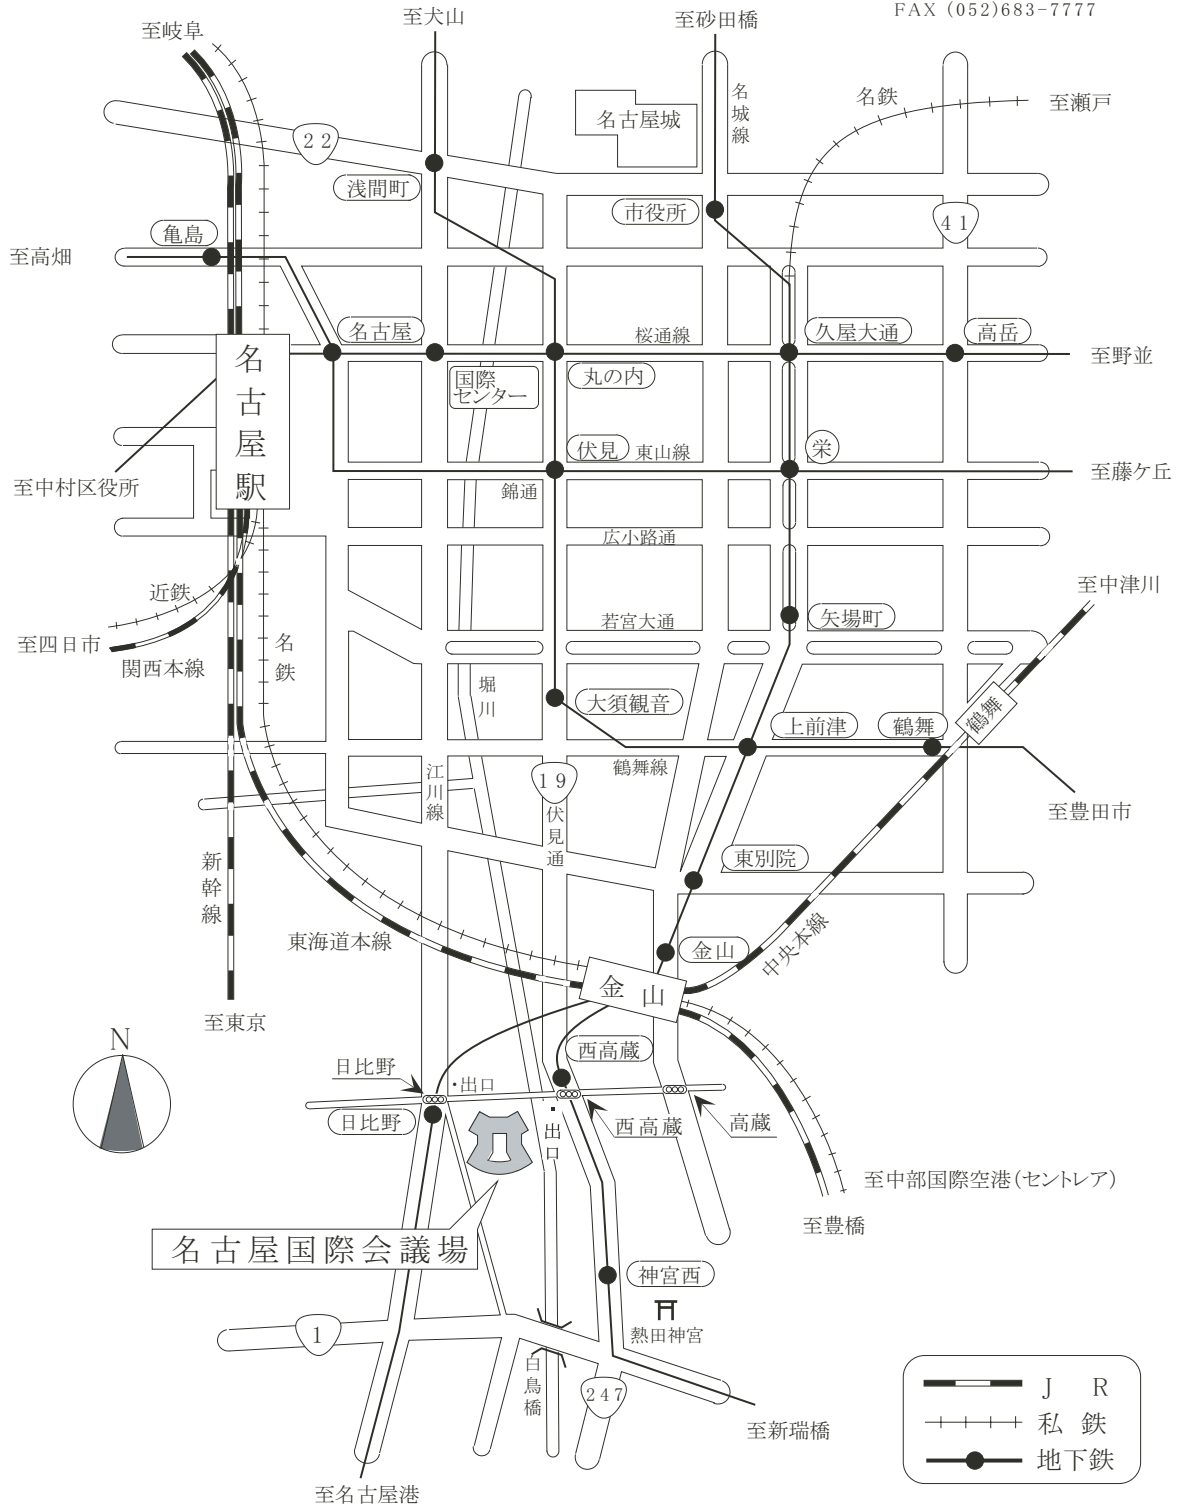 FAX (052)683-7777
至犬山
至砂田橋
至岐阜
名城線
名鉄
至瀬戸
名古屋城
22
浅間町
市役所
41
亀島
至高畑
名古屋
桜通線
久屋大通
高岳
至野並
名古屋駅
国際
センター
丸の内
伏見
東山線
栄
至藤ケ丘
至中村区役所
錦通
広小路通
至中津川
近鉄
若宮大通
矢場町
至四日市
関西本線
名鉄
堀川
大須観音
上前津
鶴舞
鶴舞
鶴舞線
19
江川線
伏見通
至豊田市
新幹線
東別院
東海道本線
金山
中央本線
金山
至東京
N
西高蔵
日比野
・出口
日比野
出口
西高蔵
高蔵
至中部国際空港(セントレア)
至豊橋
名古屋国際会議場
神宮西
熱田神宮
1
白鳥橋
247
至新瑞橋
至名古屋港
JR
私鉄
地下鉄